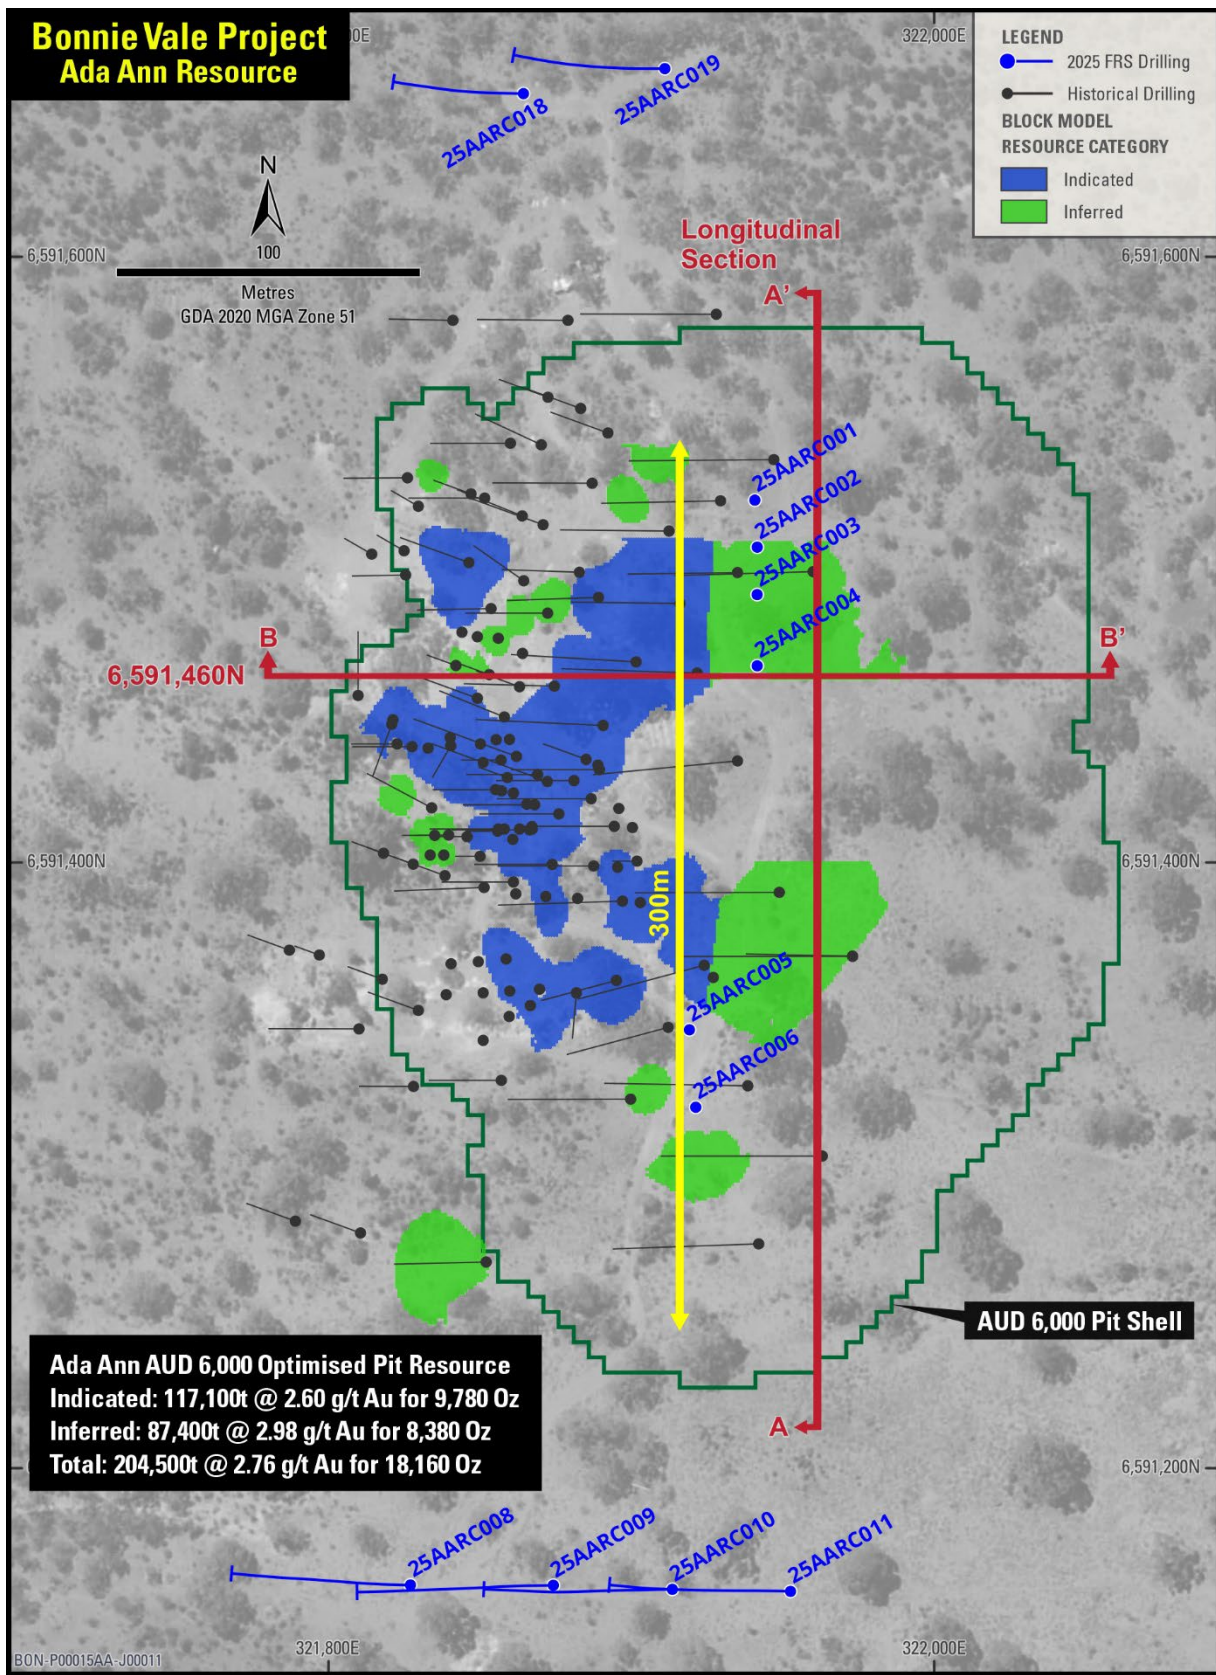 Bonnie Vale Project
Ada Ann Resource
00E
322,000E
LEGEND
2025 FRS Drilling
Historical Drilling
BLOCK MODEL
RESOURCE CATEGORY
Indicated
Inferred
25AARC018
25AARC019
N
100
Metres
GDA 2020 MGA Zone 51
6,591,600N
6,591,600N
Longitudinal
Section
A’
25AARC001
25AARC002
25AARC003
25AARC004
B
B’
6,591,460N
6,591,400N
6,591,400N
300m
25AARC005
25AARC006
AUD 6,000 Pit Shell
Ada Ann AUD 6,000 Optimised Pit Resource
Indicated: 117,100t @ 2.60 g/t Au for 9,780 Oz
Inferred: 87,400t @ 2.98 g/t Au for 8,380 Oz
Total: 204,500t @ 2.76 g/t Au for 18,160 Oz
A
6,591,200N
25AARC008
25AARC009
25AARC010
25AARC011
321,800E
322,000E
BON-P00015AA-J00011